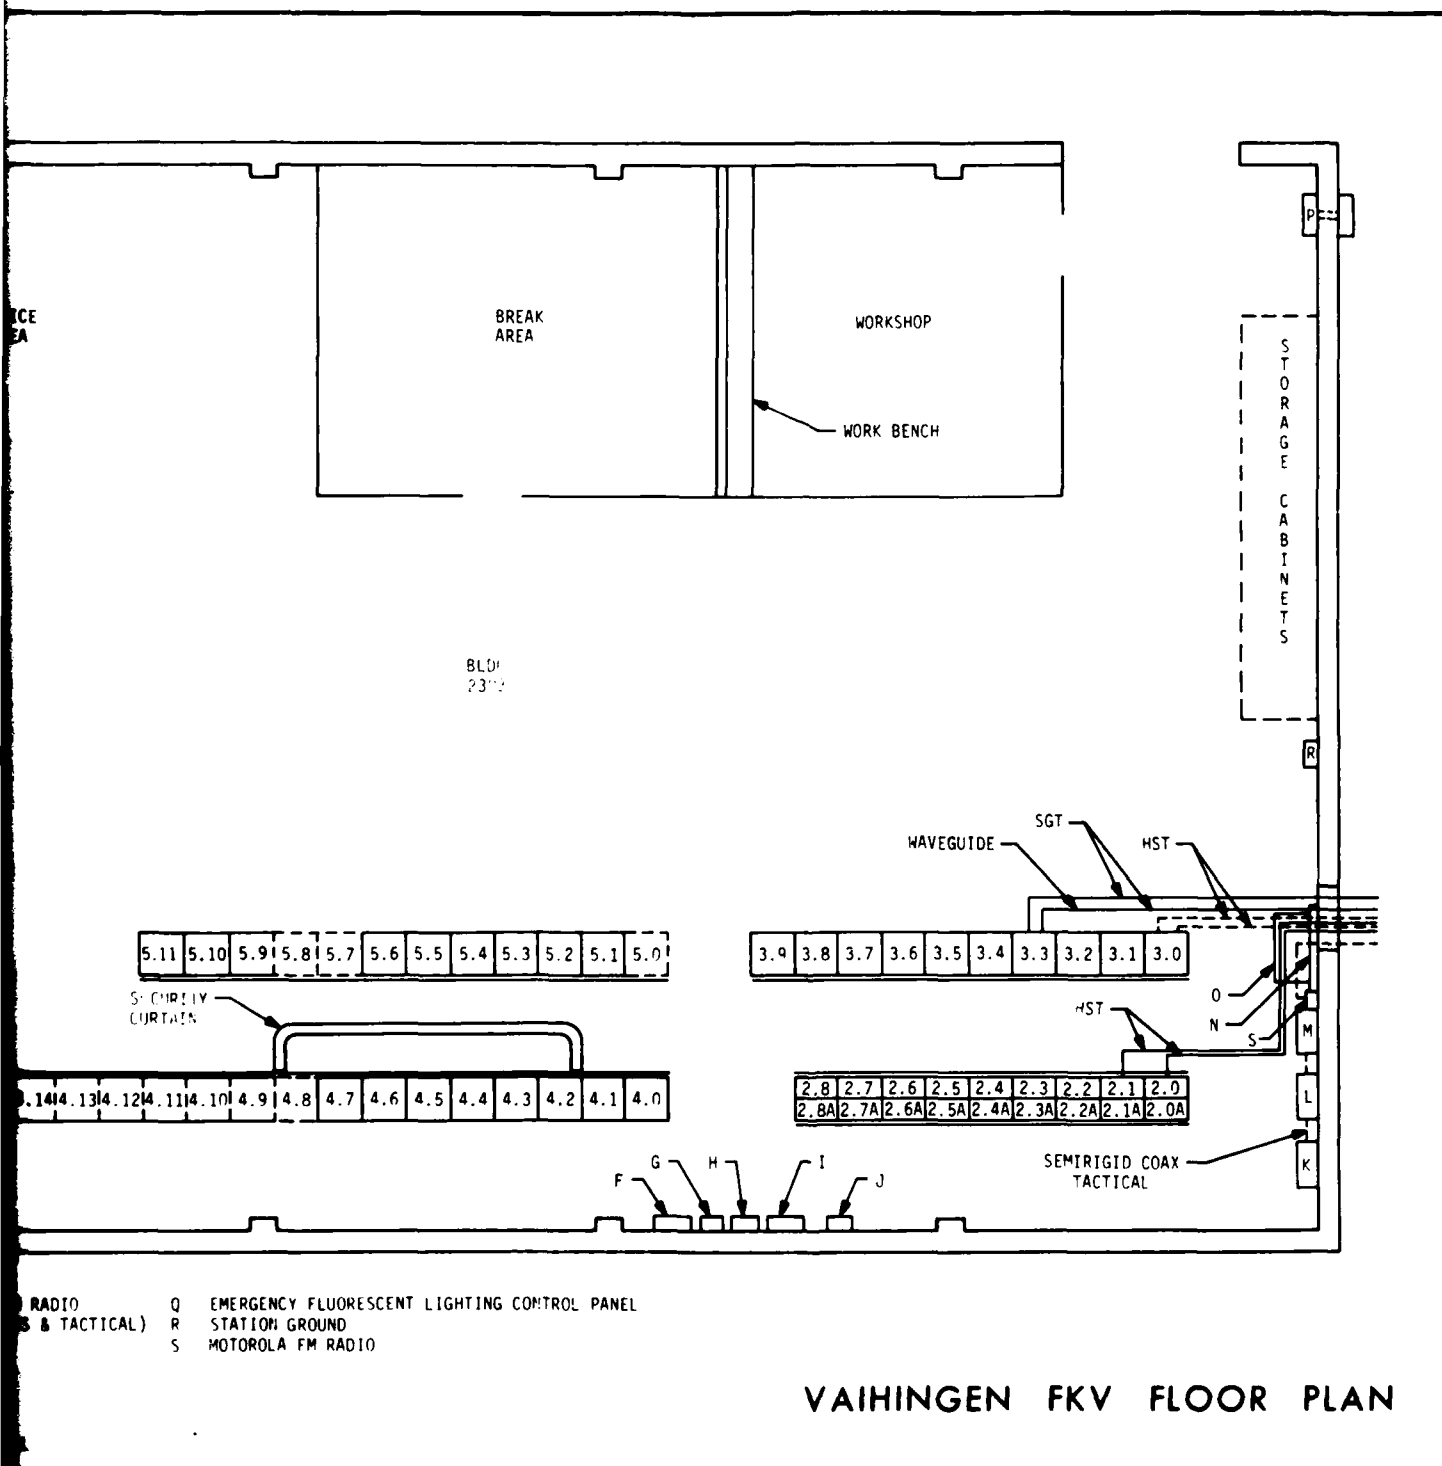 P
BREAK
AREA
WORKSHOP
STORAGE CABINETS
WORK BENCH
BLD
R
SGT
WAVEGUIDE
HST
5.11 5.10 5.9 5.8 5.7 5.6 5.5 5.4 5.3 5.2 5.1 5.0
3.9 3.8 3.7 3.6 3.5 3.4 3.3 3.2 3.1 3.0
SECURITY
CURTAIN
O
N
S
HST
M
.14 4.13 4.12 4.11 4.10 4.9 4.8 4.7 4.6 4.5 4.4 4.3 4.2 4.1 4.0
2.8 2.7 2.6 2.5 2.4 2.3 2.2 2.1 2.0
2.8A 2.7A 2.6A 2.5A 2.4A 2.3A 2.2A 2.1A 2.0A
L
SEMIRIGID COAX
TACTICAL
K
F G H I J
RADIO Q EMERGENCY FLUORESCENT LIGHTING CONTROL PANEL
& TACTICAL) R STATION GROUND
S MOTOROLA FM RADIO
VAIHINGEN FKV FLOOR PLAN